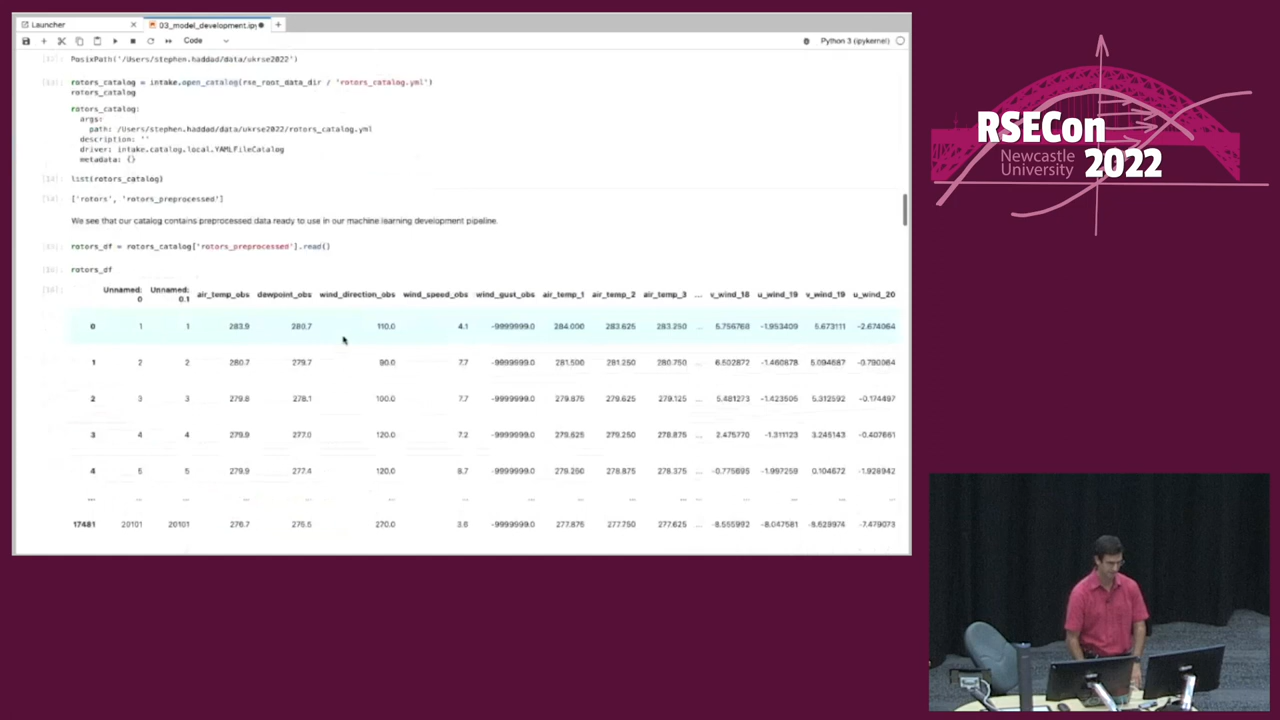 Launcher
03_model_development.ipy
Code
Python 3 (ipykernel)
PosixPath('/Users/stephen.haddad/data/ukrse2022')
rotors_catalog = intake.open_catalog(rse_root_data_dir / 'rotors_catalog.yml')
rotors_catalog
rotors_catalog:
args:
path: /Users/stephen.haddad/data/ukrse2022/rotors_catalog.yml
description: ''
driver: intake.catalog.local.YAMLFileCatalog
metadata: {}
list(rotors_catalog)
['rotors', 'rotors_preprocessed']
We see that our catalog contains preprocessed data ready to use in our machine learning development pipeline.
rotors_df = rotors_catalog['rotors_preprocessed'].read()
rotors_df
Unnamed: 0 Unnamed: 0.1 air_temp_obs dewpoint_obs wind_direction_obs wind_speed_obs wind_gust_obs air_temp_1 air_temp_2 air_temp_3 ... v_wind_18 u_wind_19 v_wind_19 u_wind_20
0 1 1 283.9 280.7 110.0 4.1 -9999999.0 284.000 283.625 283.250 ... 5.756768 -1.953409 5.673111 -2.674064
1 2 2 280.7 279.7 90.0 7.7 -9999999.0 281.500 281.250 280.750 ... 6.502872 -1.460878 5.094687 -0.790064
2 3 3 279.8 278.1 100.0 7.7 -9999999.0 279.875 279.625 279.125 ... 5.481273 -1.423505 5.312592 -0.174497
3 4 4 279.9 277.0 120.0 7.2 -9999999.0 279.625 279.250 278.875 ... 2.475770 -1.311123 3.245143 -0.407661
4 5 5 279.9 277.4 120.0 8.7 -9999999.0 279.250 278.875 278.375 ... -0.775695 -1.997259 0.104672 -1.928942
17481 20101 20101 276.7 275.5 270.0 3.6 -9999999.0 277.875 277.750 277.625 ... -8.555992 -8.047581 -8.629974 -7.479073
RSECon
Newcastle
University 2022